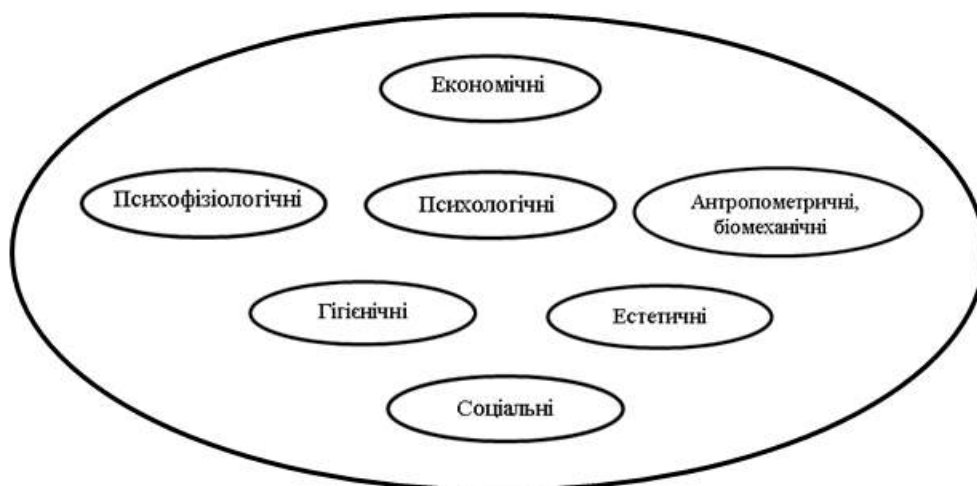 Економічні
Психофізіологічні
Психологічні
Антропометричні,
біомеханічні
Гігієнічні
Естетичні
Соціальні